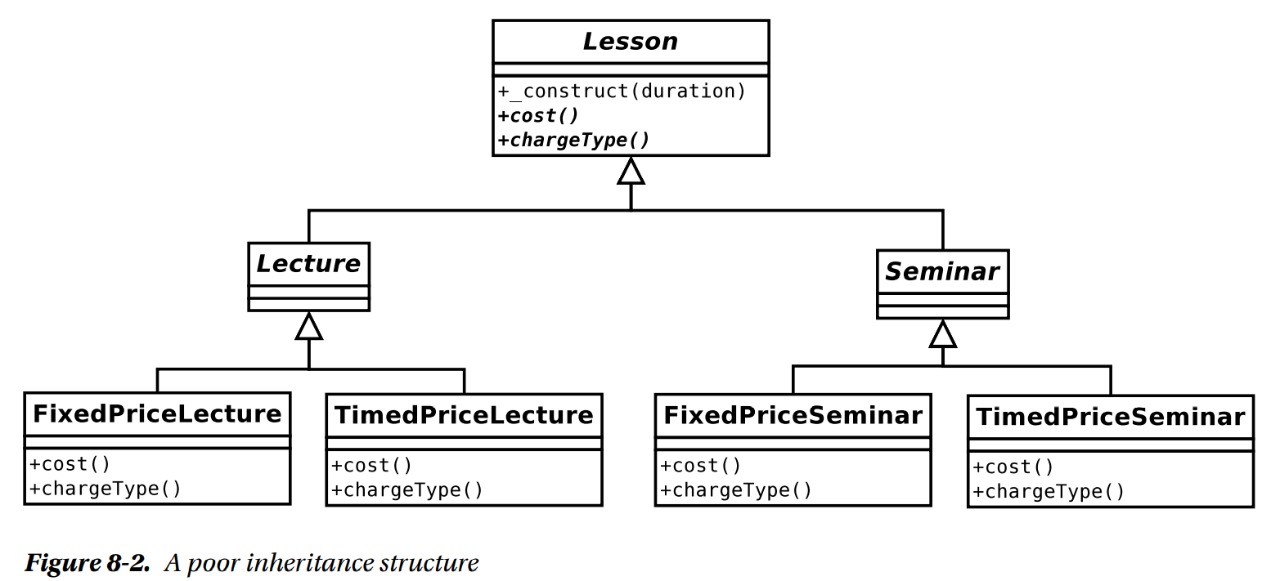 Lesson
+_construct(duration)
+cost()
+chargeType()
Lecture
Seminar
FixedPriceLecture
+cost()
+chargeType()
TimedPriceLecture
+cost()
+chargeType()
FixedPriceSeminar
+cost()
+chargeType()
TimedPriceSeminar
+cost()
+chargeType()
Figure 8-2. A poor inheritance structure